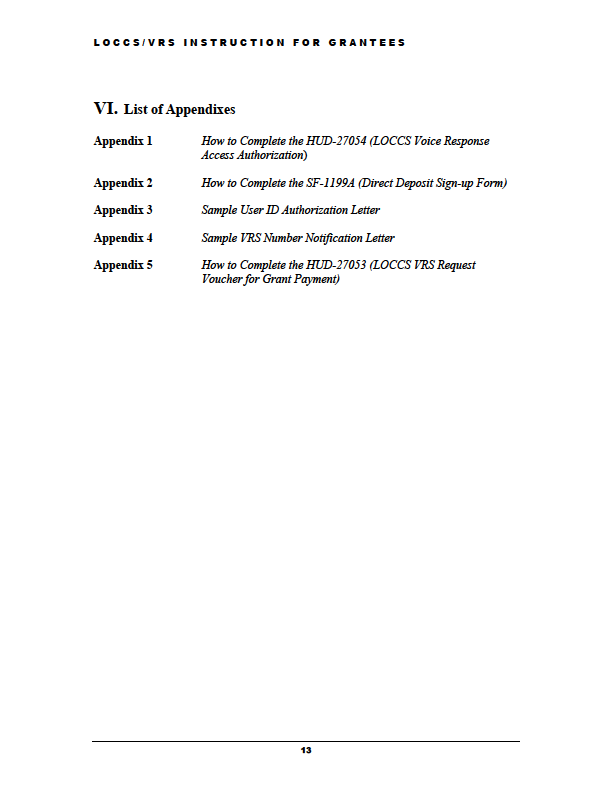 LOCCS/VRS INSTRUCTION FOR GRANTEES
VI. List of Appendixes
Appendix 1 How to Complete the HUD-27054 (LOCCS Voice Response
Access Authorization)
Appendix 2 How to Complete the SF-1199A (Direct Deposit Sign-up Form)
Appendix 3 Sample User ID Authorization Letter
Appendix 4 Sample VRS Number Notification Letter
Appendix 5 How to Complete the HUD-27053 (LOCCS VRS Request
Voucher for Grant Payment)
13